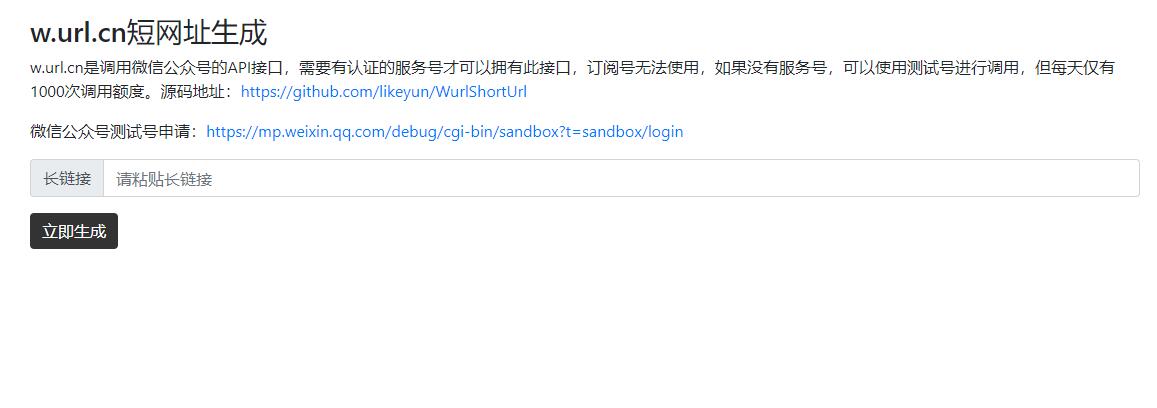 w.url.cn短网址生成
w.url.cn是调用微信公众号的API接口，需要有认证的服务号才可以拥有此接口，订阅号无法使用，如果没有服务号，可以使用测试号进行调用，但每天仅有
1000次调用额度。源码地址：https://github.com/likeyun/WurlShortUrl
微信公众号测试号申请：https://mp.weixin.qq.com/debug/cgi-bin/sandbox?t=sandbox/login
长链接 请粘贴长链接
立即生成